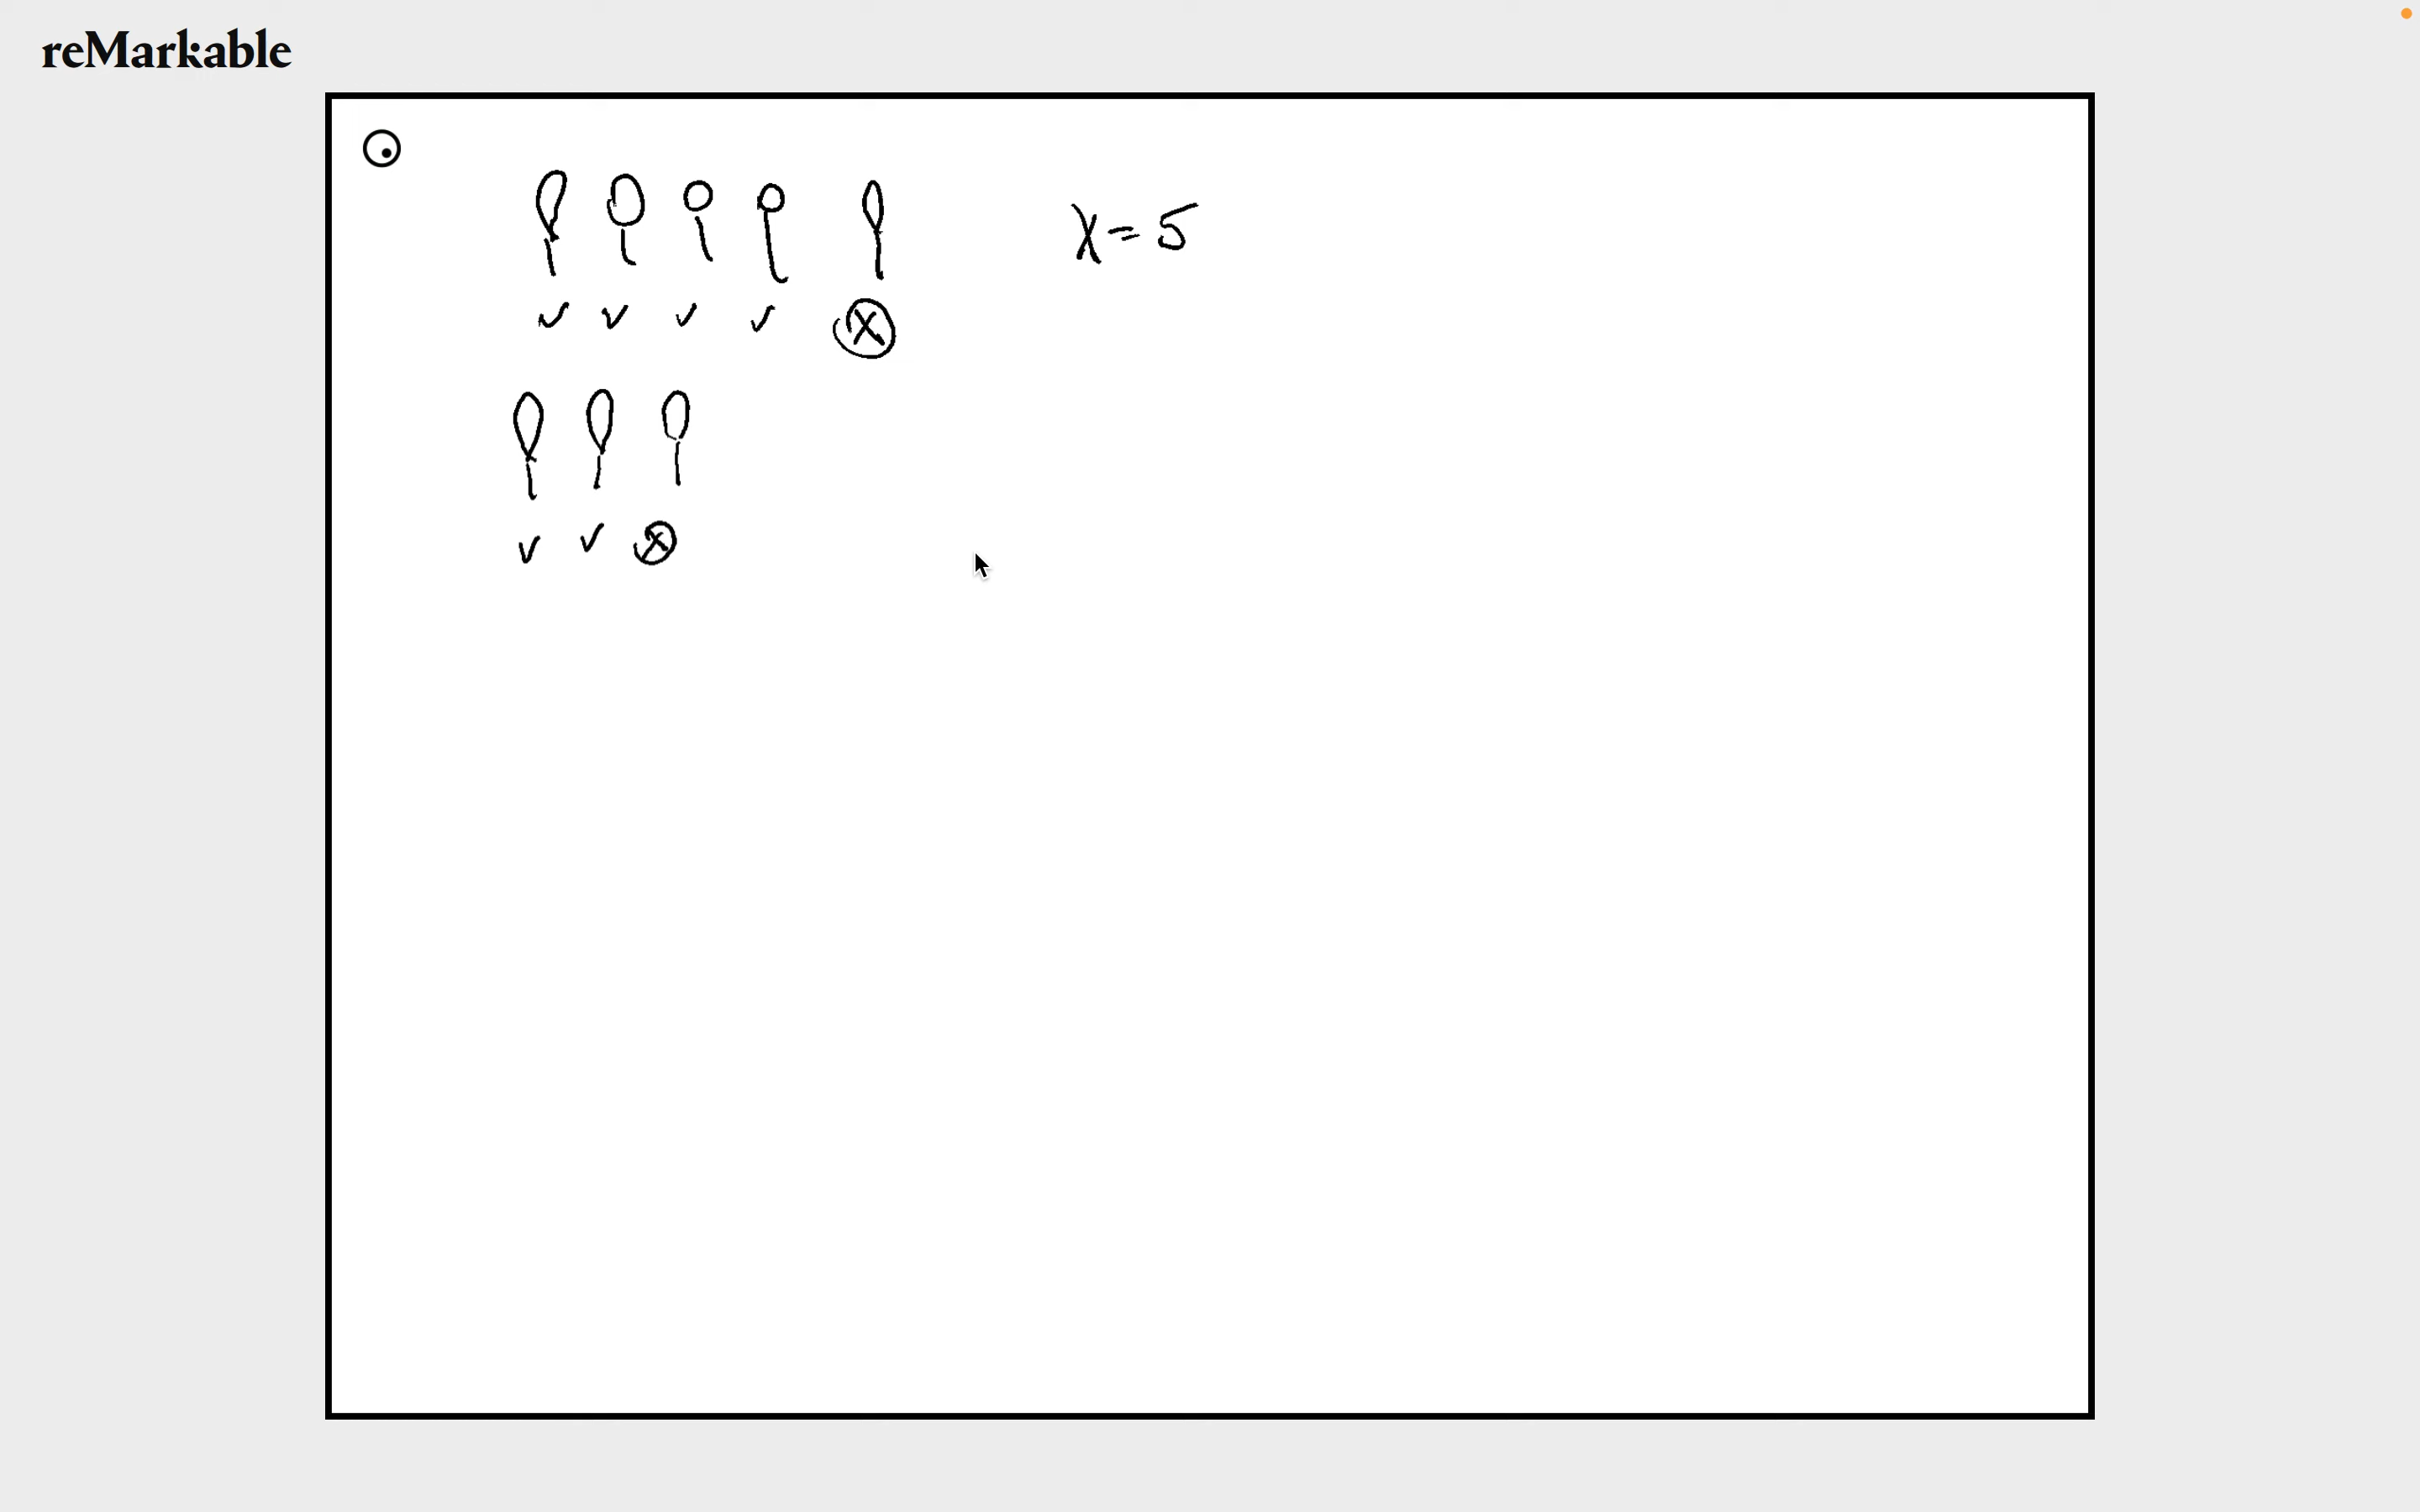 reMarkable
x = 5
✓ ✓ ✓ ✓ ⓧ
✓ ✓ ⓧ